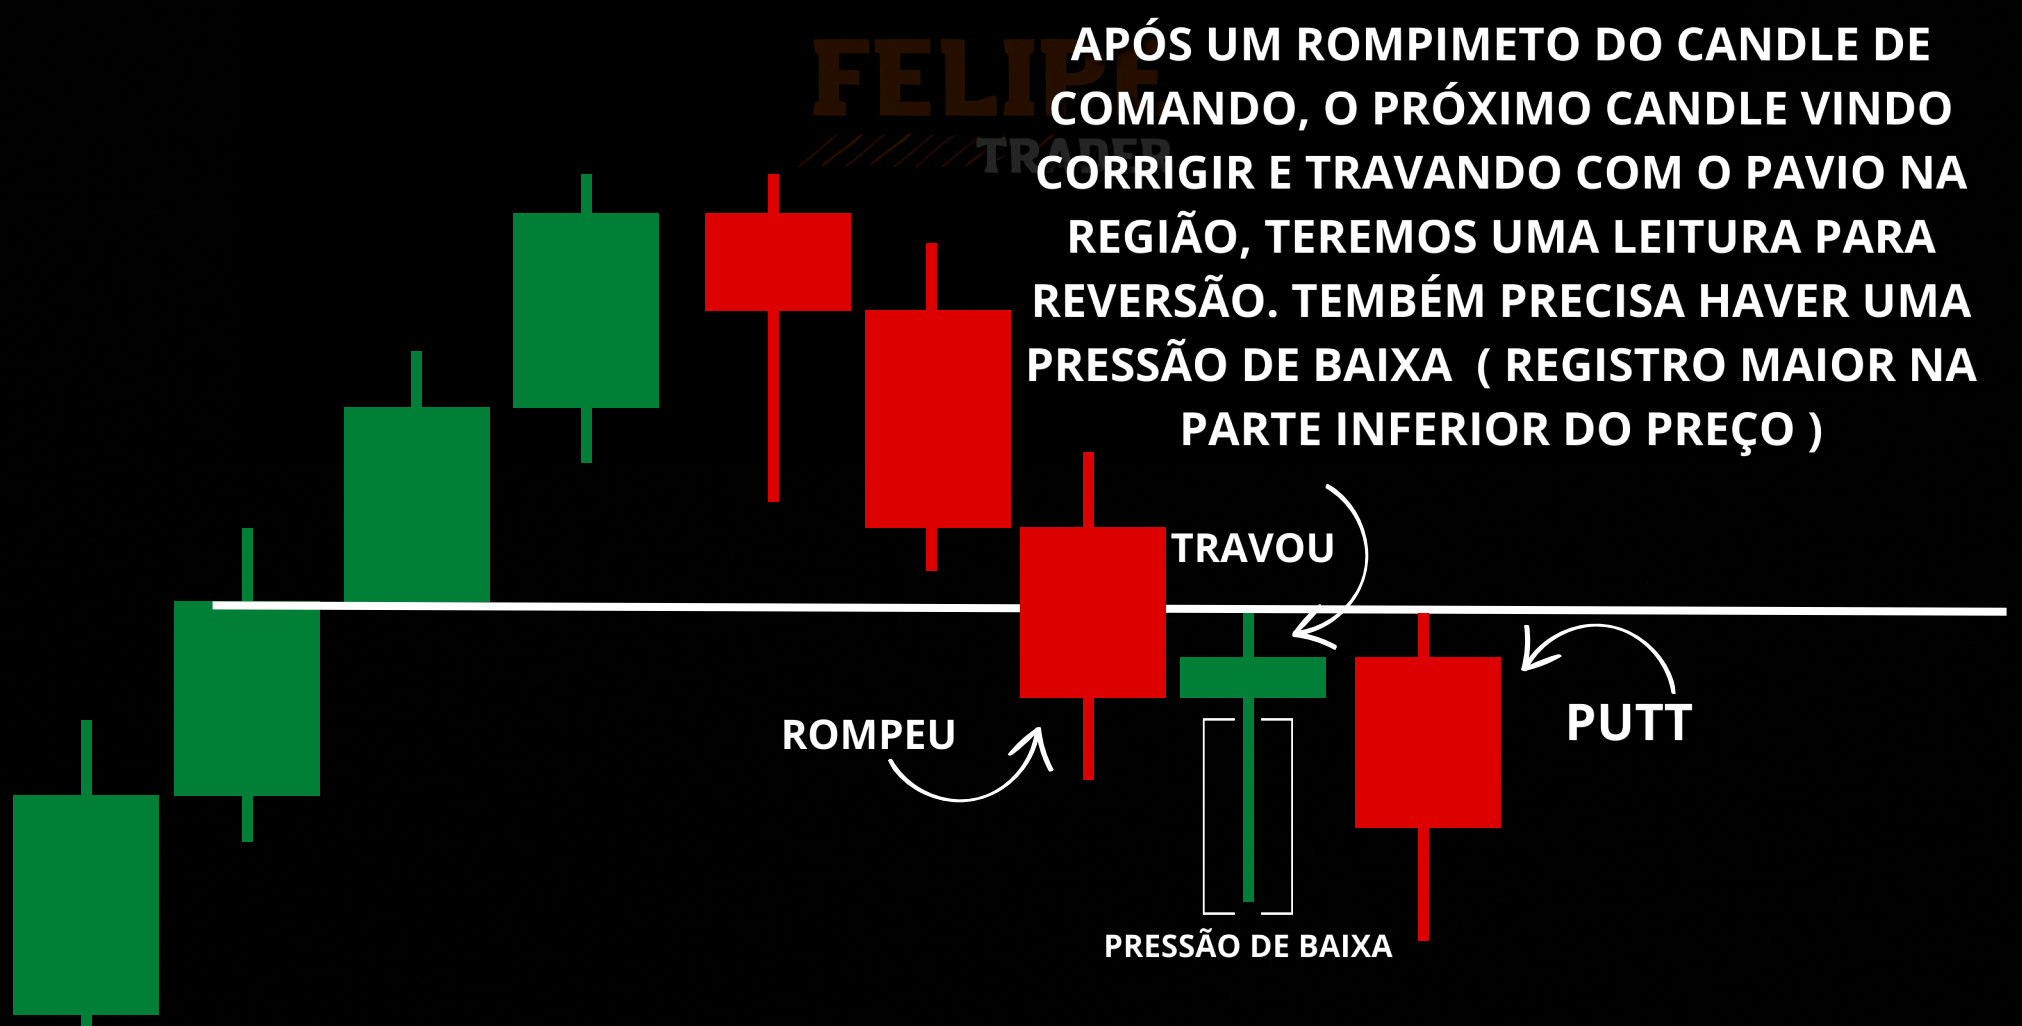 FELIPE
TRADER
APÓS UM ROMPIMETO DO CANDLE DE
COMANDO, O PRÓXIMO CANDLE VINDO
CORRIGIR E TRAVANDO COM O PAVIO NA
REGIÃO, TEREMOS UMA LEITURA PARA
REVERSÃO. TEMBÉM PRECISA HAVER UMA
PRESSÃO DE BAIXA ( REGISTRO MAIOR NA
PARTE INFERIOR DO PREÇO )
TRAVOU
ROMPEU
PUTT
PRESSÃO DE BAIXA